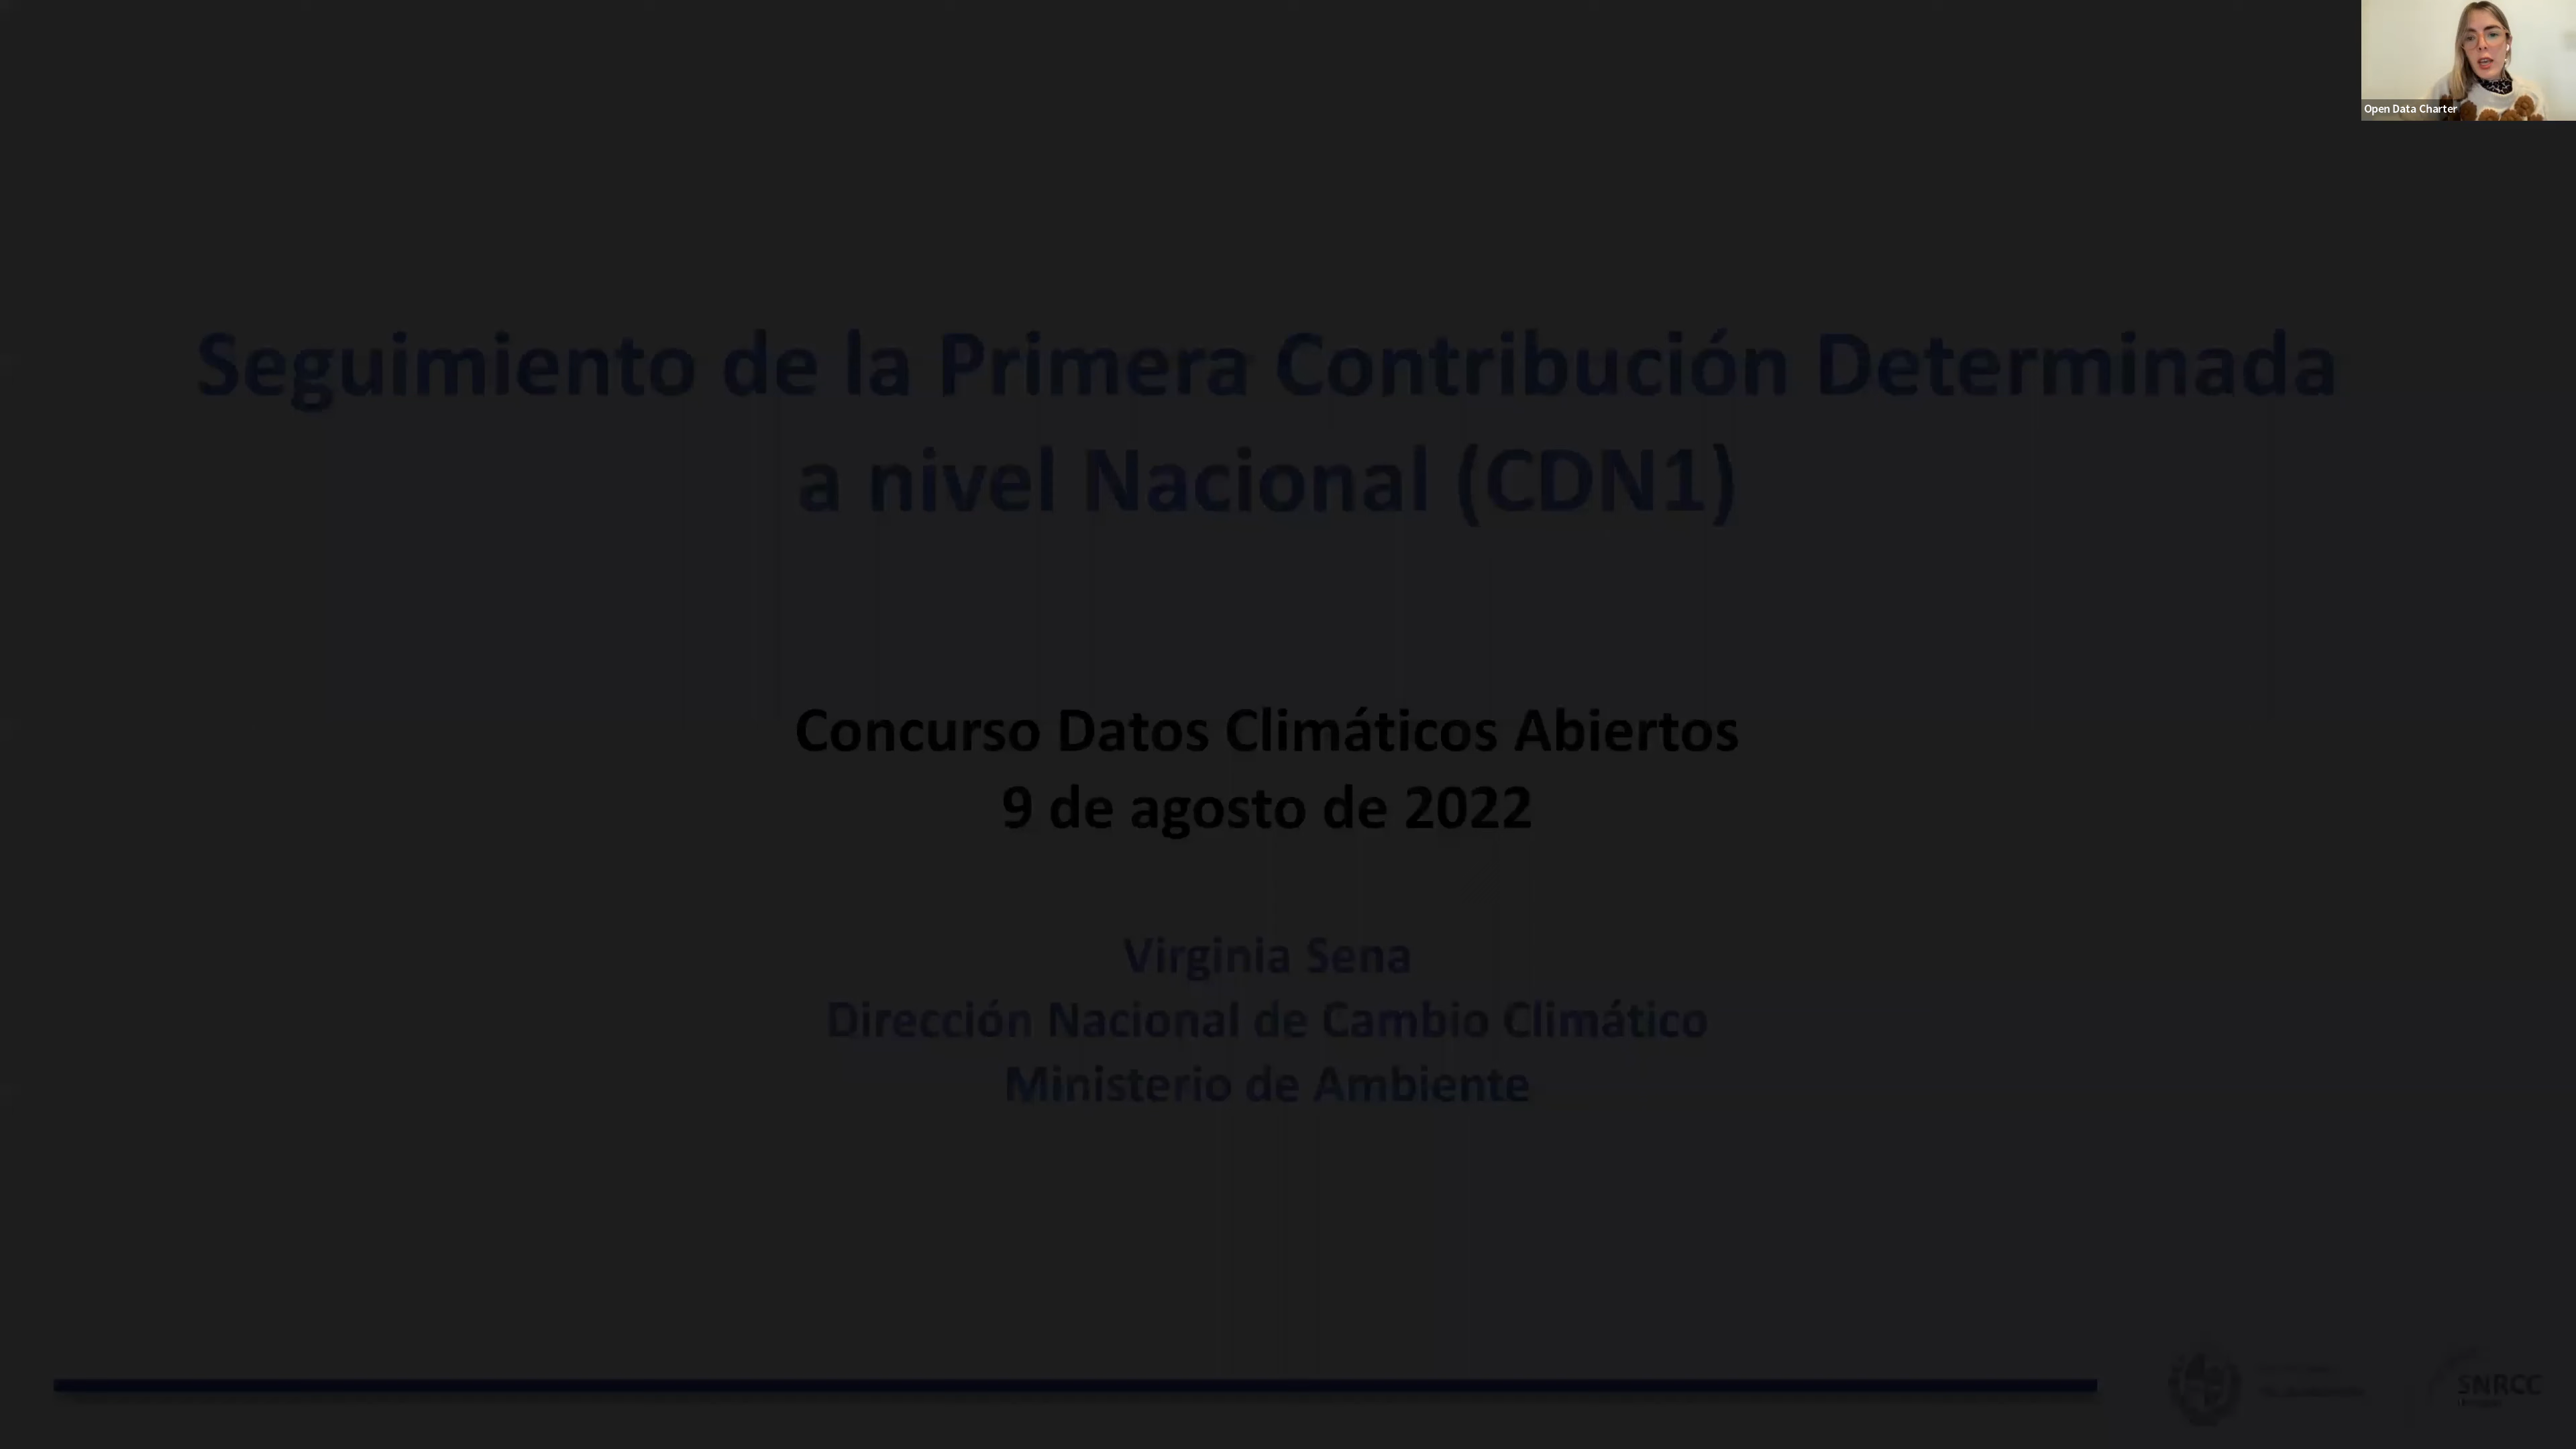 Open Data Charter
Seguimiento de la Primera Contribución Determinada
a nivel Nacional (CDN1)
Concurso Datos Climáticos Abiertos
9 de agosto de 2022
Virginia Sena
Dirección Nacional de Cambio Climático
Ministerio de Ambiente
SNRCC